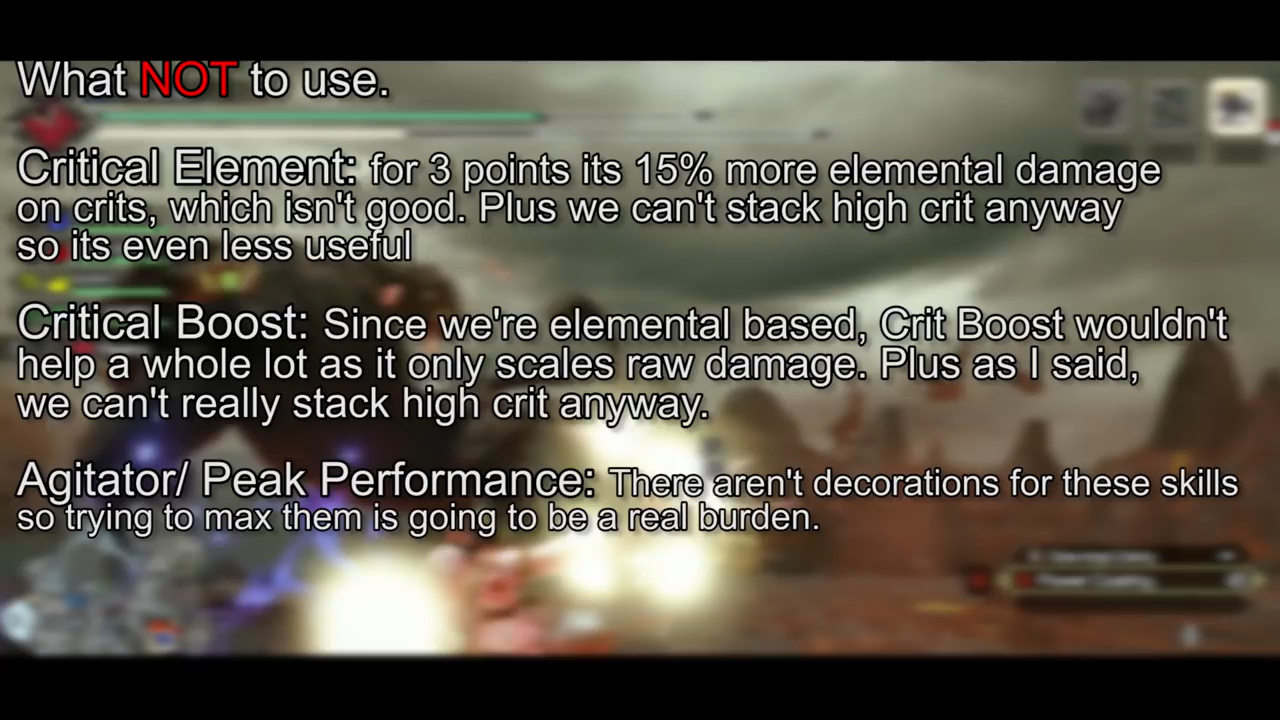 What NOT to use.
Critical Element: for 3 points its 15% more elemental damage
on crits, which isn't good. Plus we can't stack high crit anyway
so its even less useful
Critical Boost: Since we're elemental based, Crit Boost wouldn't
help a whole lot as it only scales raw damage. Plus as I said,
we can't really stack high crit anyway.
Agitator/ Peak Performance: There aren't decorations for these skills
so trying to max them is going to be a real burden.